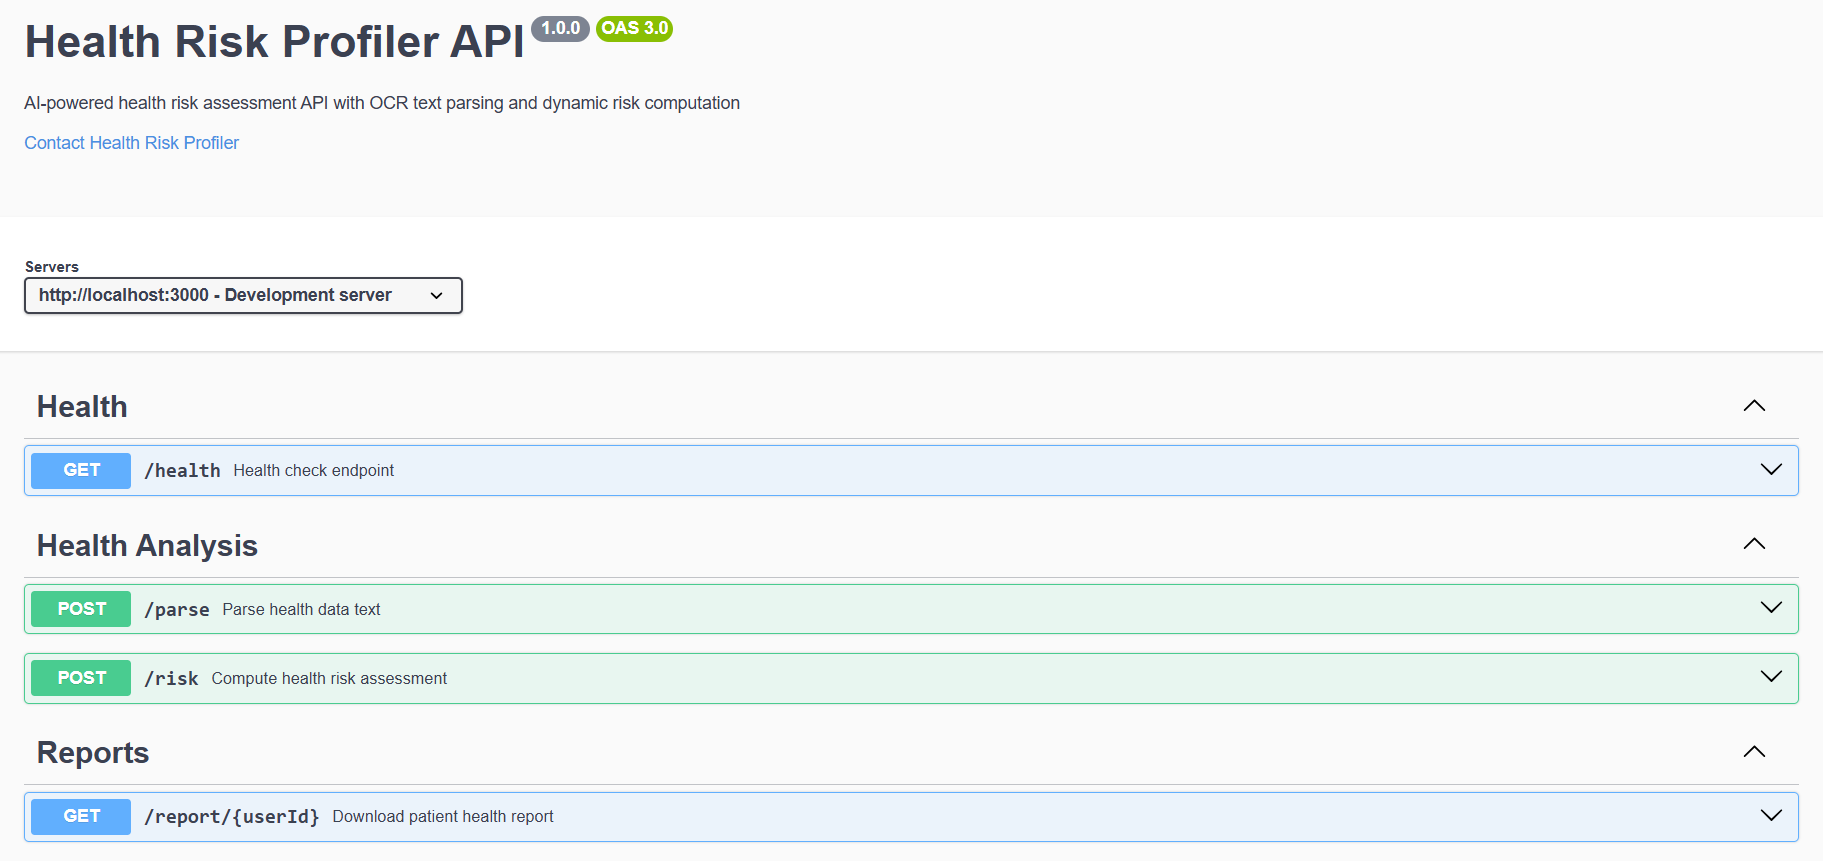 Health Risk Profiler API 1.0.0 OAS 3.0
AI-powered health risk assessment API with OCR text parsing and dynamic risk computation
Contact Health Risk Profiler
Servers
http://localhost:3000 - Development server
Health
GET /health Health check endpoint
Health Analysis
POST /parse Parse health data text
POST /risk Compute health risk assessment
Reports
GET /report/{userId} Download patient health report